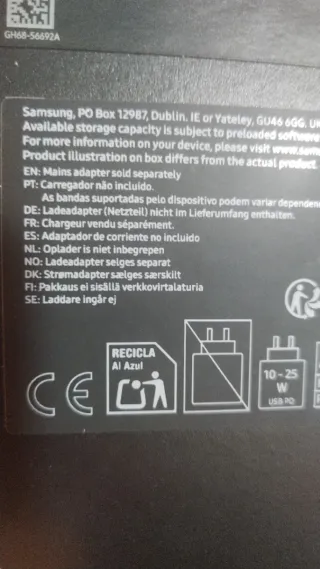 GH68-56692A
Samsung, PO Box 12987, Dublin. IE or Yateley, GU46 6GG. UK
Available storage capacity is subject to preloaded software
For more information on your device, please visit www.sam
Product illustration on box differs from the actual product.
EN: Mains adapter sold separately
PT: Carregador não incluído.
As bandas suportadas pelo dispositivo podem variar dependend
DE: Ladeadapter (Netzteil) nicht im Lieferumfang enthalten.
FR: Chargeur vendu séparément.
ES: Adaptador de corriente no incluido
NL: Oplader is niet inbegrepen
NO: Ladeadapter selges separat
DK: Strømadapter sælges særskilt
FI: Pakkaus ei sisällä verkkovirtalaturia
SE: Laddare ingår ej
CE
RECICLA
Al Azul
10 - 25
W
USB PD